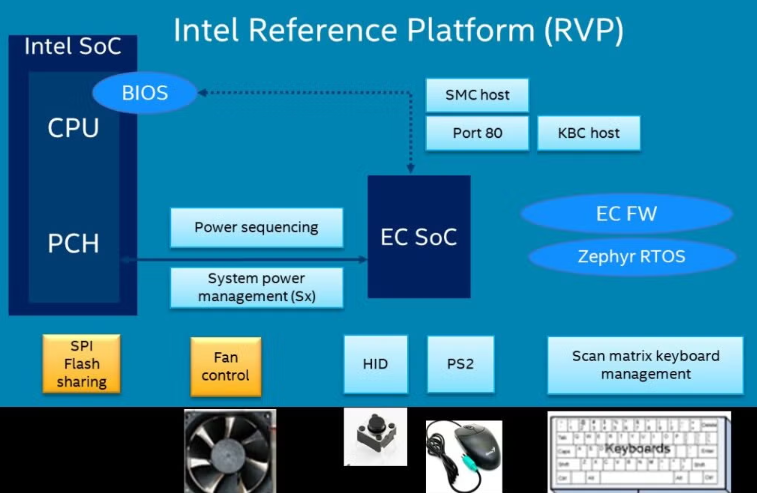 Intel Reference Platform (RVP)
Intel SoC
BIOS
CPU
PCH
SMC host
Port 80
KBC host
Power sequencing
System power
management (Sx)
EC SoC
EC FW
Zephyr RTOS
SPI
Flash
sharing
Fan
control
HID
PS2
Scan matrix keyboard
management
Keyboards